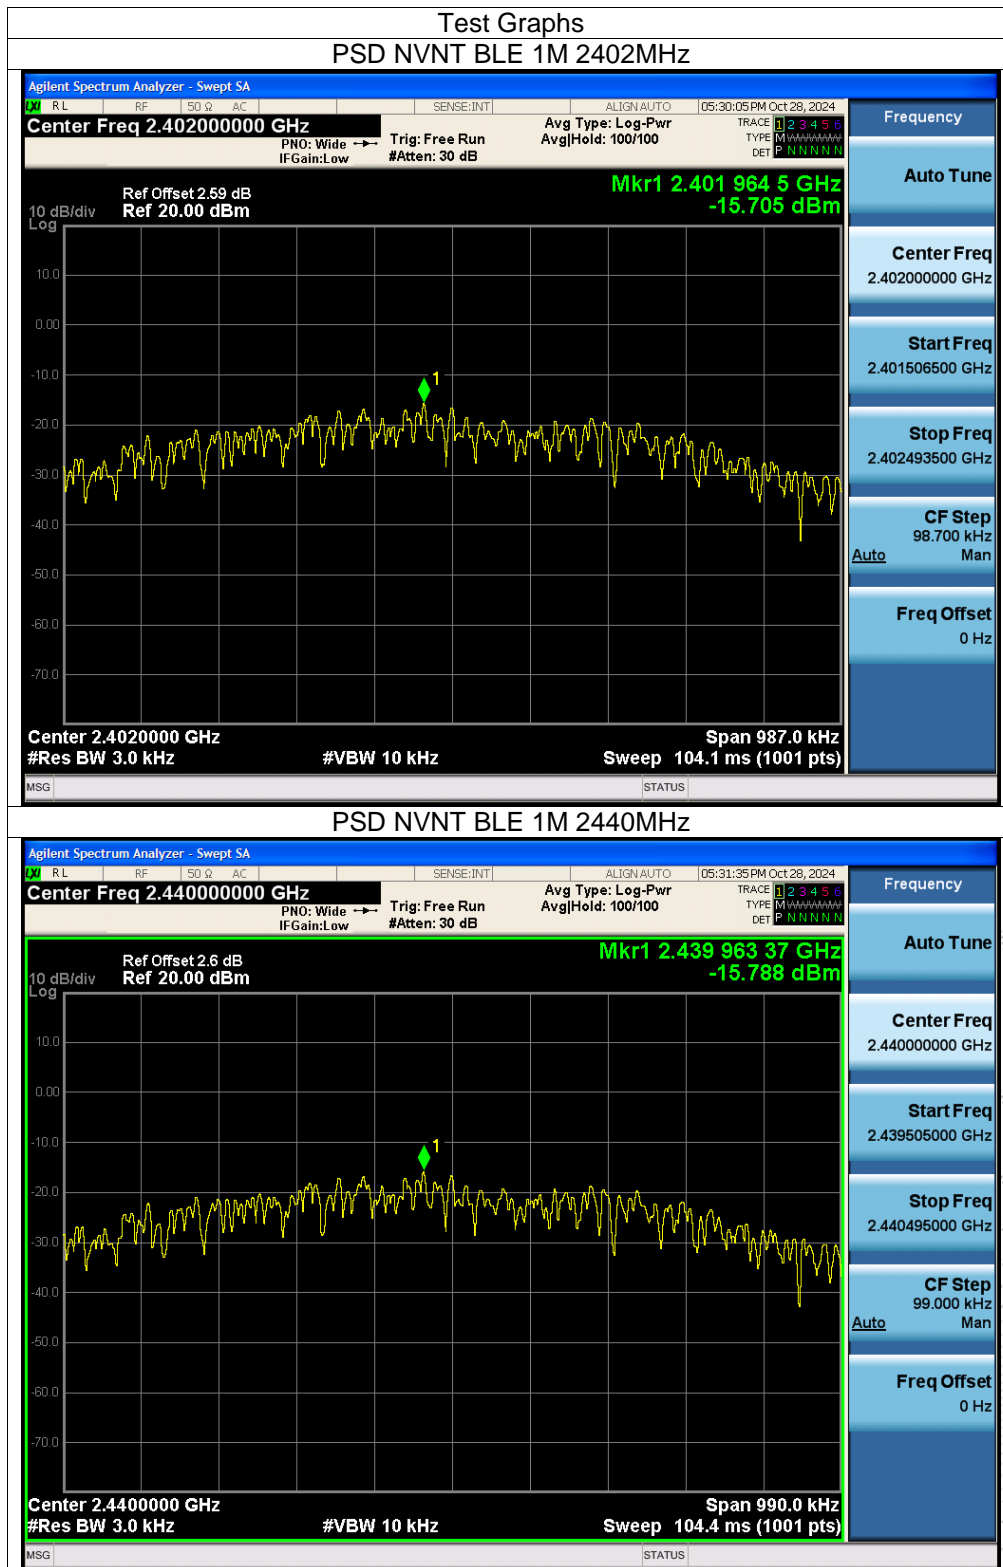 Test Graphs
PSD NVNT BLE 1M 2402MHz
Agilent Spectrum Analyzer - Swept SA
LXI RL RF 50 Ω AC SENSE:INT ALIGN AUTO 05:30:05 PM Oct 28, 2024
Center Freq 2.402000000 GHz
PNO: Wide
IFGain:Low
Trig: Free Run
#Atten: 30 dB
Avg Type: Log-Pwr
Avg|Hold: 100/100
TRACE 1 2 3 4 5 6
TYPE M W W W W W
DET P N N N N N
Frequency
Auto Tune
Center Freq
2.402000000 GHz
Start Freq
2.401506500 GHz
Stop Freq
2.402493500 GHz
CF Step
98.700 kHz
Auto Man
Freq Offset
0 Hz
Mkr1 2.401 964 5 GHz
-15.705 dBm
Ref Offset 2.59 dB
10 dB/div Ref 20.00 dBm
Log
10.0
0.00
-10.0
1
-20.0
-30.0
-40.0
-50.0
-60.0
-70.0
Center 2.4020000 GHz Span 987.0 kHz
#Res BW 3.0 kHz #VBW 10 kHz Sweep 104.1 ms (1001 pts)
MSG STATUS
PSD NVNT BLE 1M 2440MHz
Agilent Spectrum Analyzer - Swept SA
LXI RL RF 50 Ω AC SENSE:INT ALIGN AUTO 05:31:35 PM Oct 28, 2024
Center Freq 2.440000000 GHz
PNO: Wide
IFGain:Low
Trig: Free Run
#Atten: 30 dB
Avg Type: Log-Pwr
Avg|Hold: 100/100
TRACE 1 2 3 4 5 6
TYPE M W W W W W
DET P N N N N N
Frequency
Auto Tune
Center Freq
2.440000000 GHz
Start Freq
2.439505000 GHz
Stop Freq
2.440495000 GHz
CF Step
99.000 kHz
Auto Man
Freq Offset
0 Hz
Mkr1 2.439 963 37 GHz
-15.788 dBm
Ref Offset 2.6 dB
10 dB/div Ref 20.00 dBm
Log
10.0
0.00
-10.0
1
-20.0
-30.0
-40.0
-50.0
-60.0
-70.0
Center 2.4400000 GHz Span 990.0 kHz
#Res BW 3.0 kHz #VBW 10 kHz Sweep 104.4 ms (1001 pts)
MSG STATUS